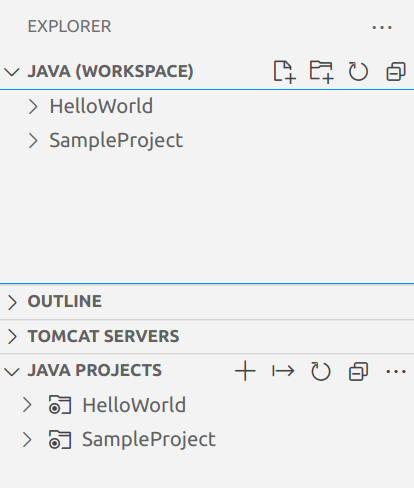 EXPLORER
JAVA (WORKSPACE)
HelloWorld
SampleProject
OUTLINE
TOMCAT SERVERS
JAVA PROJECTS
HelloWorld
SampleProject